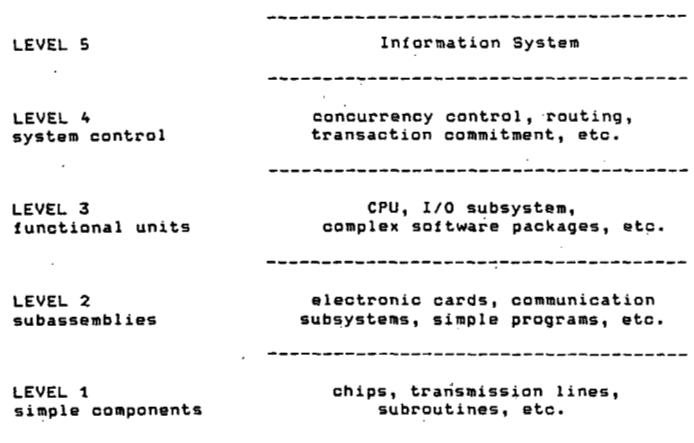 LEVEL 5 Information System
LEVEL 4 concurrency control, routing,
system control transaction commitment, etc.
LEVEL 3 CPU, I/O subsystem,
functional units complex software packages, etc.
LEVEL 2 electronic cards, communication
subassemblies subsystems, simple programs, etc.
LEVEL 1 chips, transmission lines,
simple components subroutines, etc.